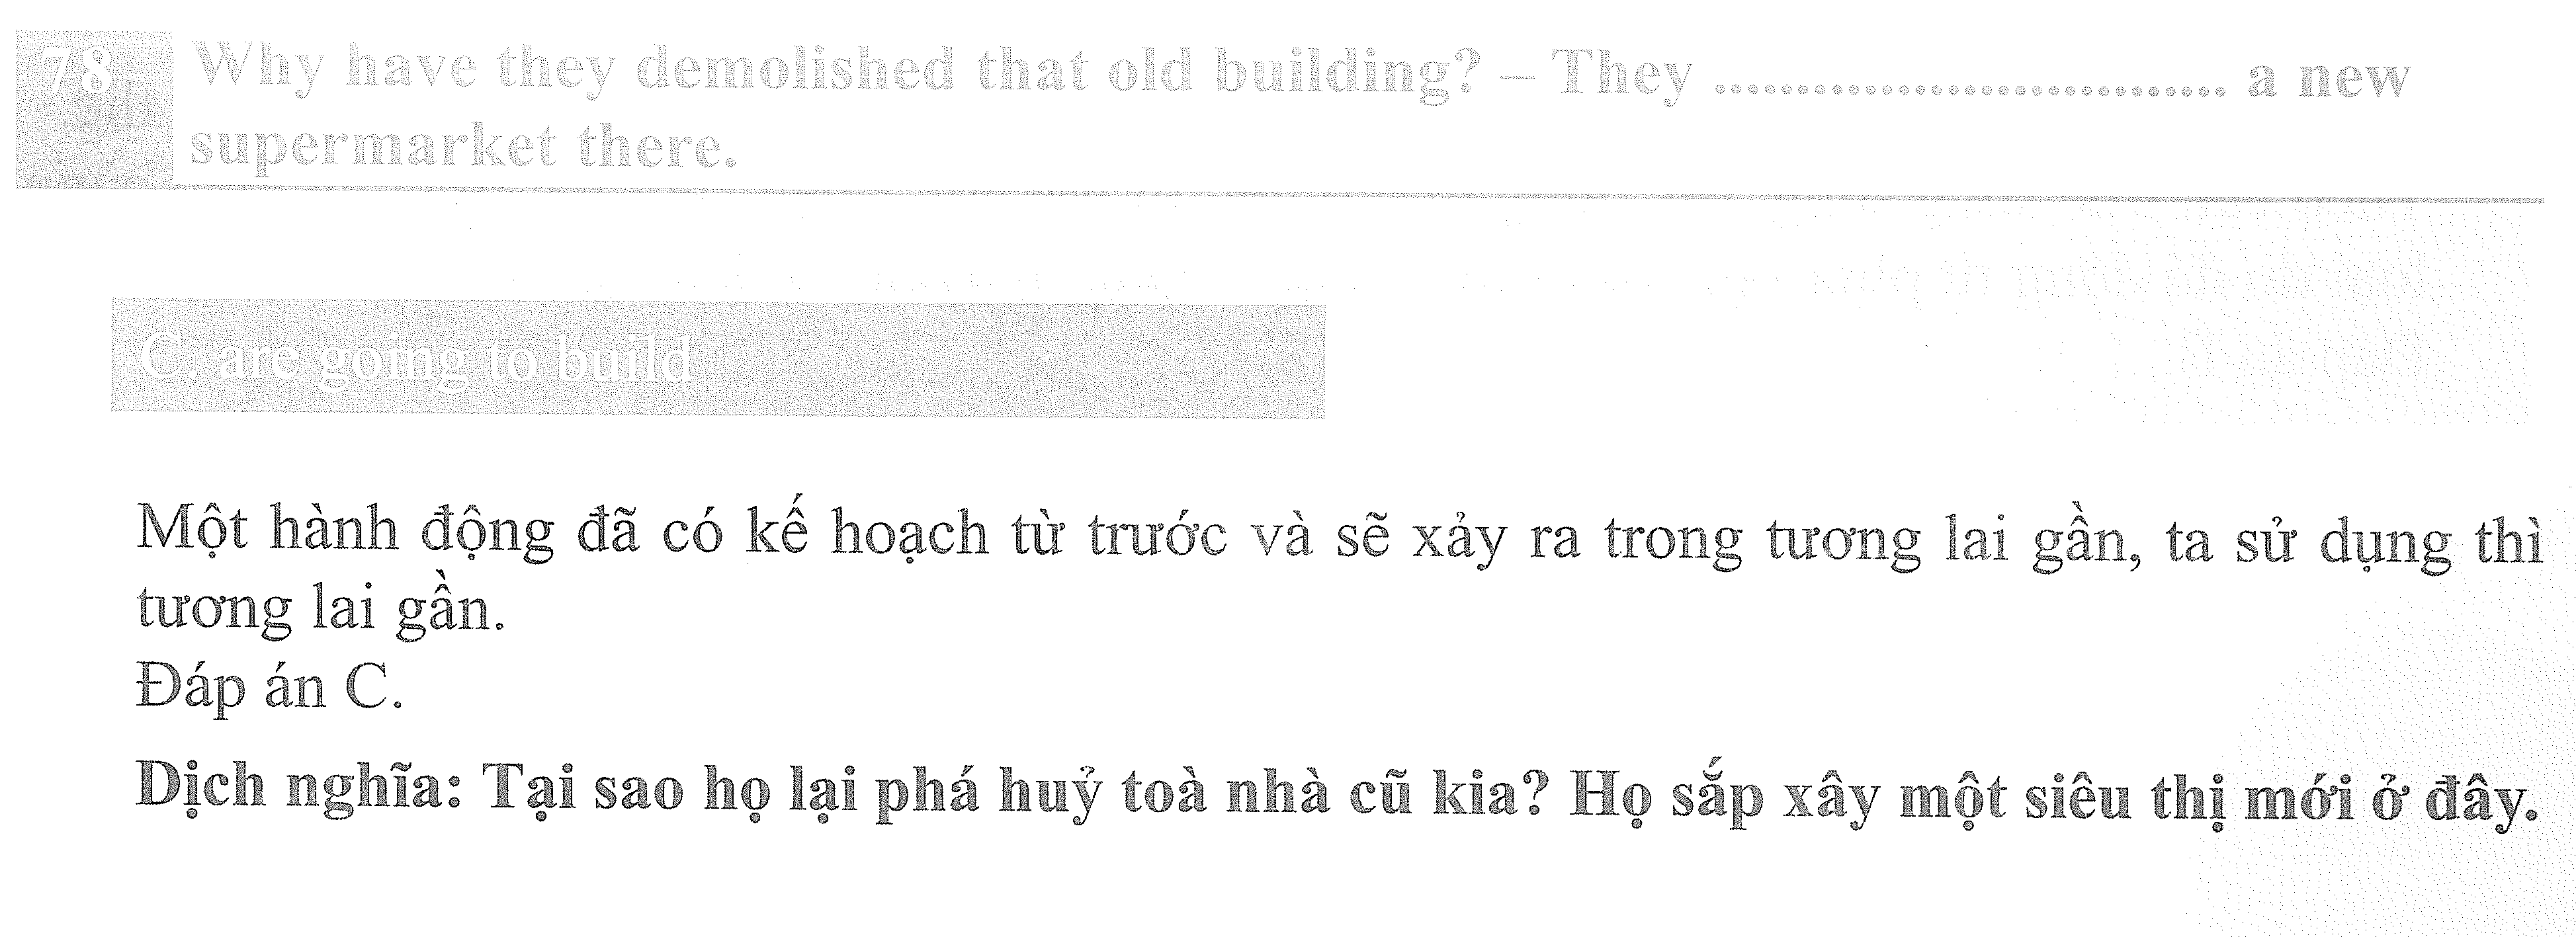 78 Why have they demolished that old building? – They .............................. a new
supermarket there.
C. are going to build
Một hành động đã có kế hoạch từ trước và sẽ xảy ra trong tương lai gần, ta sử dụng thì
tương lai gần.
Đáp án C.
Dịch nghĩa: Tại sao họ lại phá huỷ toà nhà cũ kia? Họ sắp xây một siêu thị mới ở đây.